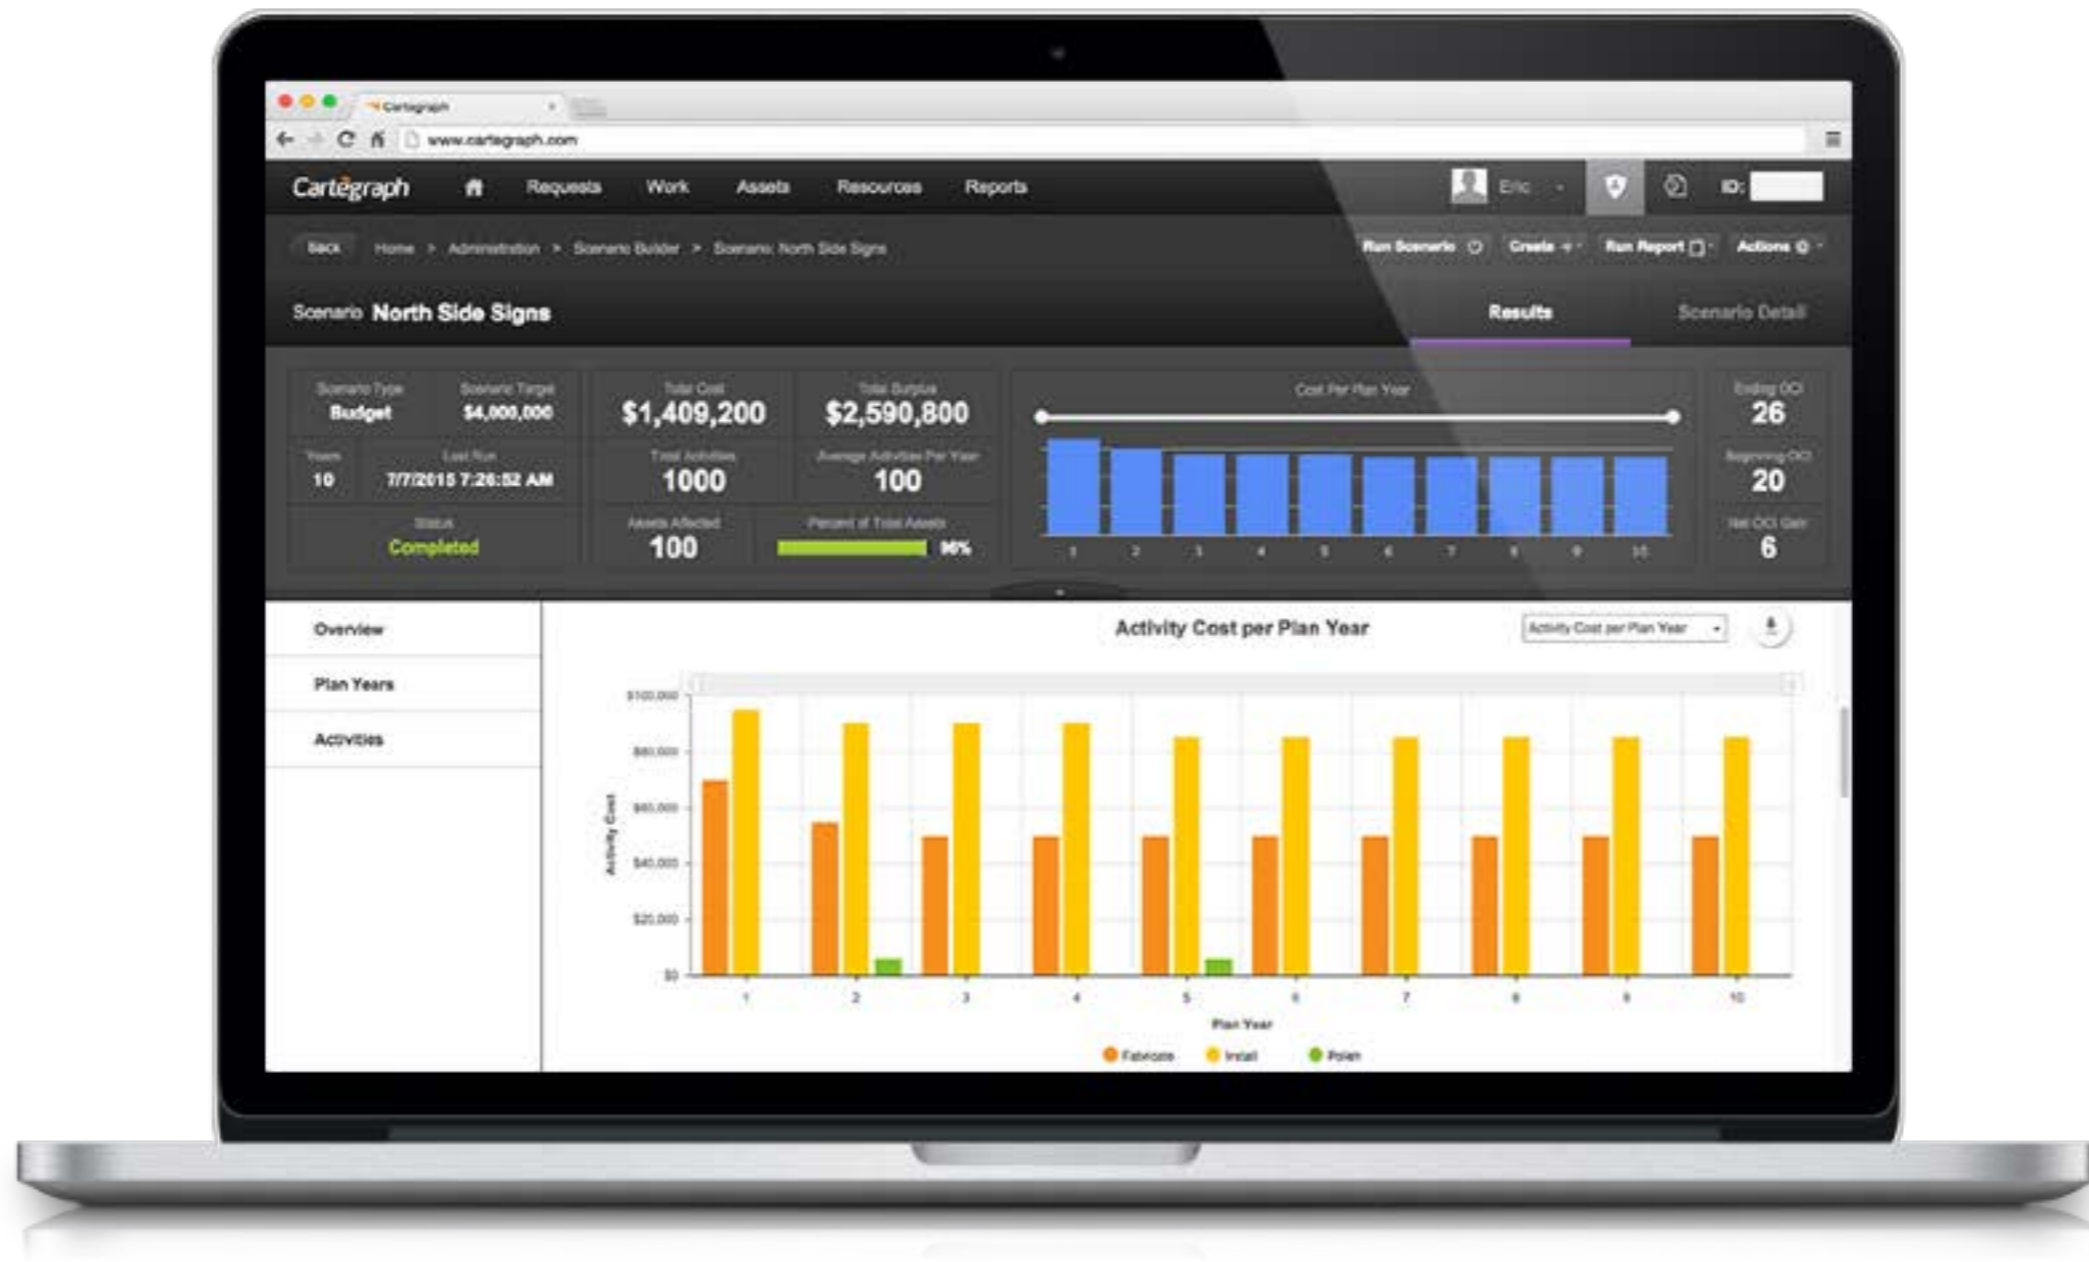 Cartegraph
www.cartegraph.com
Cartegraph Requests Work Assets Resources Reports Eric ID:
Back Home > Administration > Scenario Builder > Scenario: North Side Signs Run Scenario Create + Run Report Actions
Scenario North Side Signs Results Scenario Detail
Scenario Type Scenario Target Total Cost Total Surplus Cost Per Plan Year Ending OCI
Budget $4,000,000 $1,409,200 $2,590,800 26
Years Last Run Total Activities Average Activities Per Year Beginning OCI
10 7/7/2015 7:26:52 AM 1000 100 20
Status Assets Affected Percent of Total Assets Net OCI Gain
Completed 100 96% 6
1 2 3 4 5 6 7 8 9 10
Overview
Plan Years
Activities
Activity Cost per Plan Year Activity Cost per Plan Year
Activity Cost
$100,000
$80,000
$60,000
$40,000
$20,000
$0
1 2 3 4 5 6 7 8 9 10
Plan Year
Fabricate Install Polish